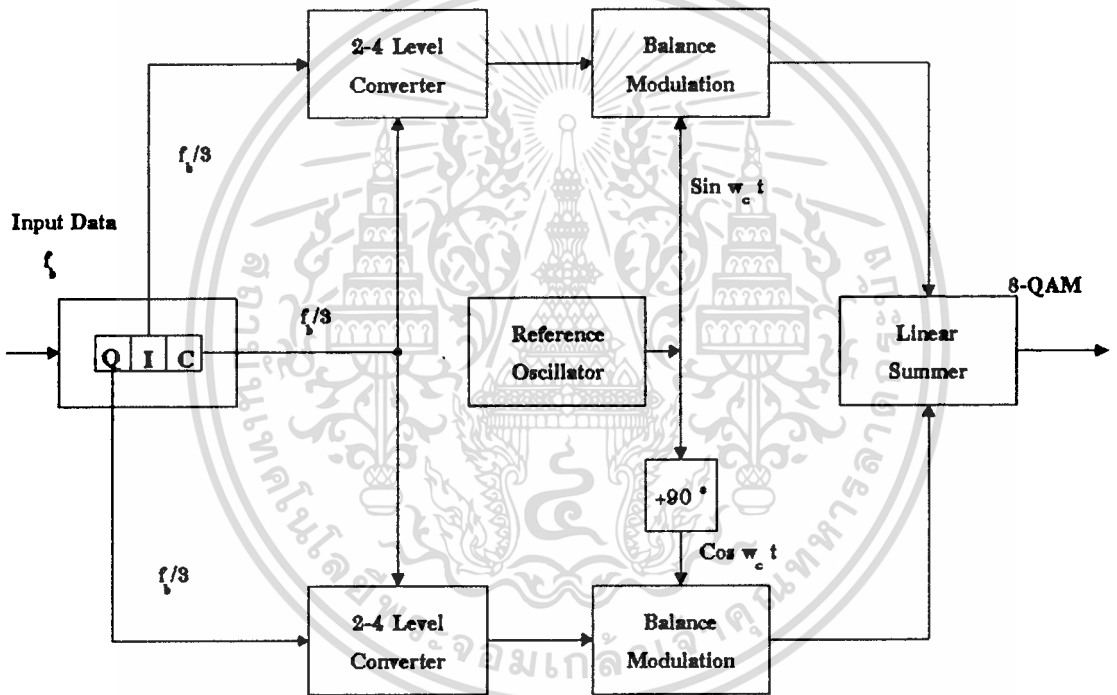 2-4 Level
Converter
Balance
Modulation
f_b/3
Sin w_c t
Input Data
f_b
8-QAM
f_b/3
Q I C
Reference
Oscillator
Linear
Summer
+90°
Cos w_c t
f_b/3
2-4 Level
Converter
Balance
Modulation